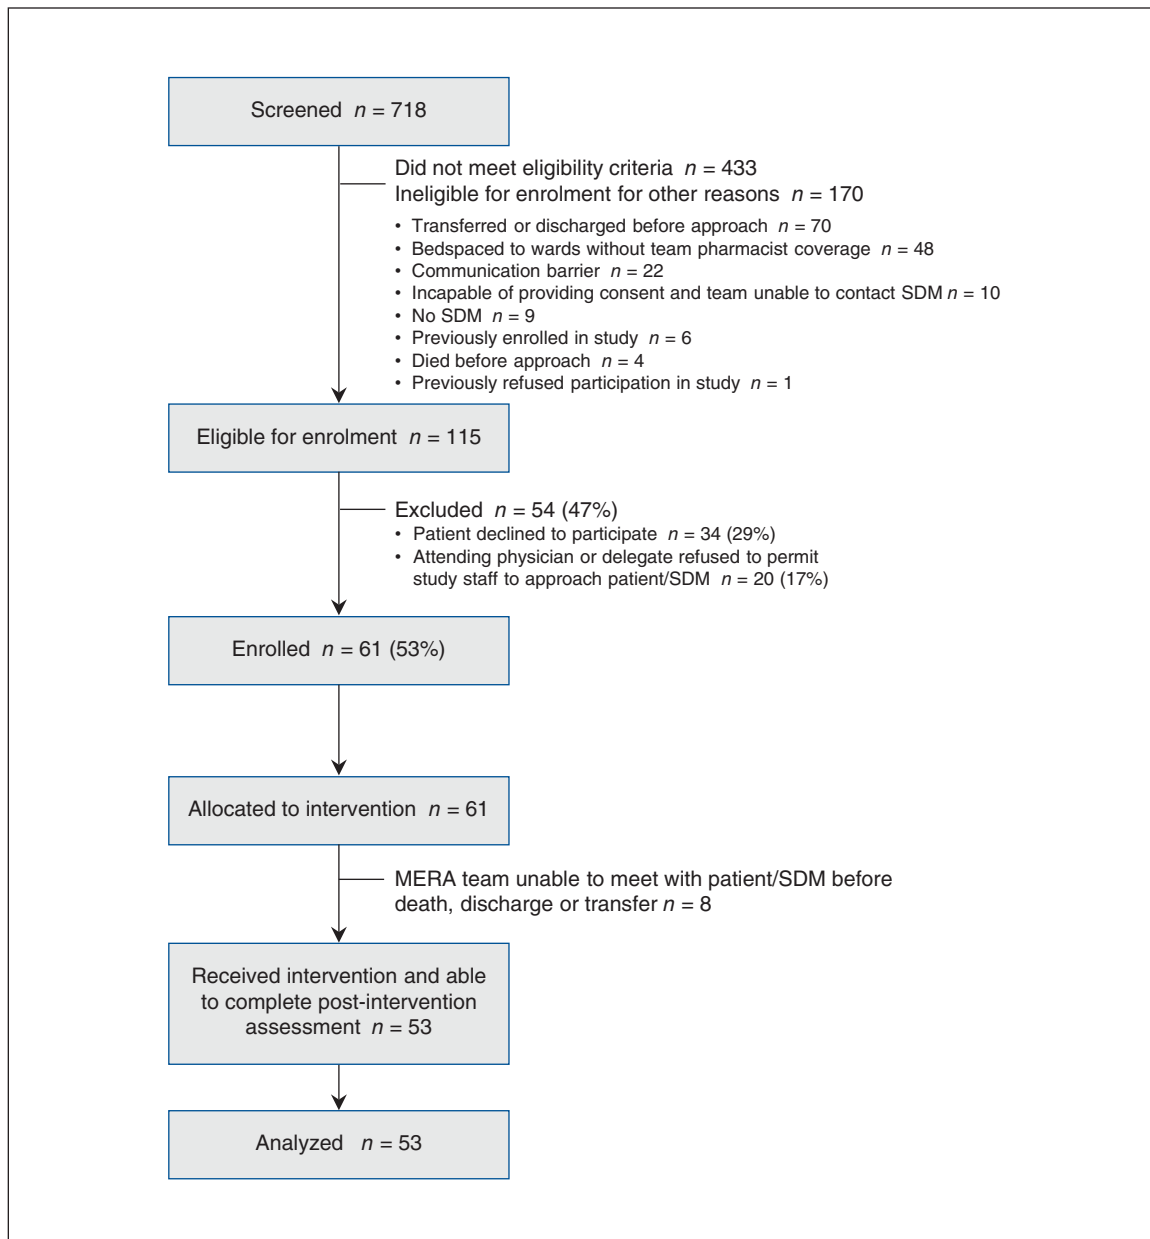 Screened n = 718
Did not meet eligibility criteria n = 433
Ineligible for enrolment for other reasons n = 170
• Transferred or discharged before approach n = 70
• Bedspaced to wards without team pharmacist coverage n = 48
• Communication barrier n = 22
• Incapable of providing consent and team unable to contact SDM n = 10
• No SDM n = 9
• Previously enrolled in study n = 6
• Died before approach n = 4
• Previously refused participation in study n = 1
Eligible for enrolment n = 115
Excluded n = 54 (47%)
• Patient declined to participate n = 34 (29%)
• Attending physician or delegate refused to permit
study staff to approach patient/SDM n = 20 (17%)
Enrolled n = 61 (53%)
Allocated to intervention n = 61
MERA team unable to meet with patient/SDM before
death, discharge or transfer n = 8
Received intervention and able
to complete post-intervention
assessment n = 53
Analyzed n = 53